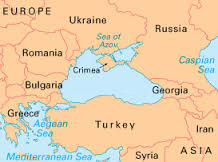 EUROPE
Ukraine
Russia
Romania
Sea of
Azov
Crimea
Caspian
Sea
Bulgaria
Georgia
Greece
Aegean
Sea
Turkey
Mediterranean Sea
Syria
Iran
ASIA